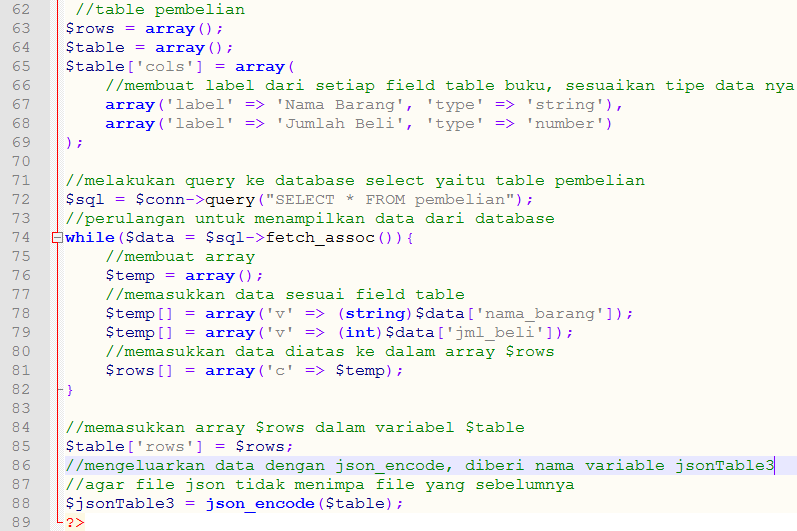 62 //table pembelian
63 $rows = array();
64 $table = array();
65 $table['cols'] = array(
66 //membuat label dari setiap field table buku, sesuaikan tipe data nya
67 array('label' => 'Nama Barang', 'type' => 'string'),
68 array('label' => 'Jumlah Beli', 'type' => 'number')
69 );
70
71 //melakukan query ke database select yaitu table pembelian
72 $sql = $conn->query("SELECT * FROM pembelian");
73 //perulangan untuk menampilkan data dari database
74 while($data = $sql->fetch_assoc()){
75 //membuat array
76 $temp = array();
77 //memasukkan data sesuai field table
78 $temp[] = array('v' => (string)$data['nama_barang']);
79 $temp[] = array('v' => (int)$data['jml_beli']);
80 //memasukkan data diatas ke dalam array $rows
81 $rows[] = array('c' => $temp);
82 }
83
84 //memasukkan array $rows dalam variabel $table
85 $table['rows'] = $rows;
86 //mengeluarkan data dengan json_encode, diberi nama variable jsonTable3
87 //agar file json tidak menimpa file yang sebelumnya
88 $jsonTable3 = json_encode($table);
89 ?>